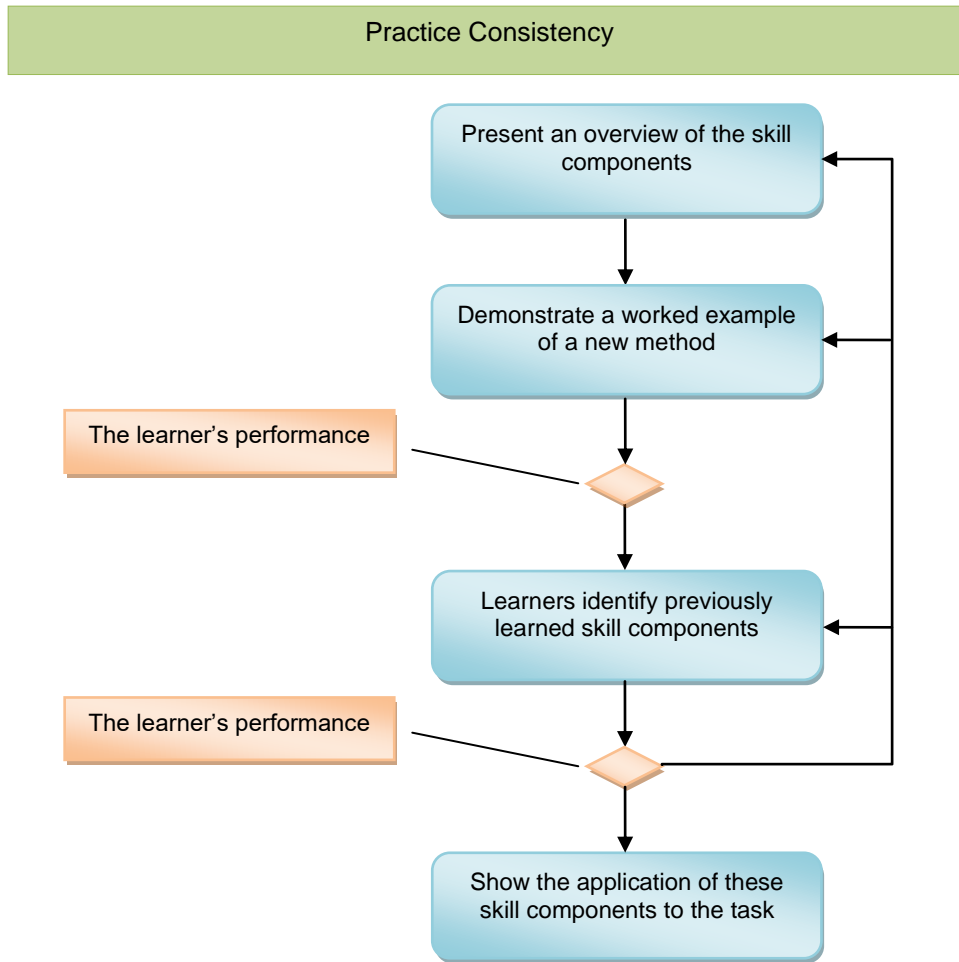 Practice Consistency
Present an overview of the skill
components
Demonstrate a worked example
of a new method
The learner’s performance
Learners identify previously
learned skill components
The learner’s performance
Show the application of these
skill components to the task